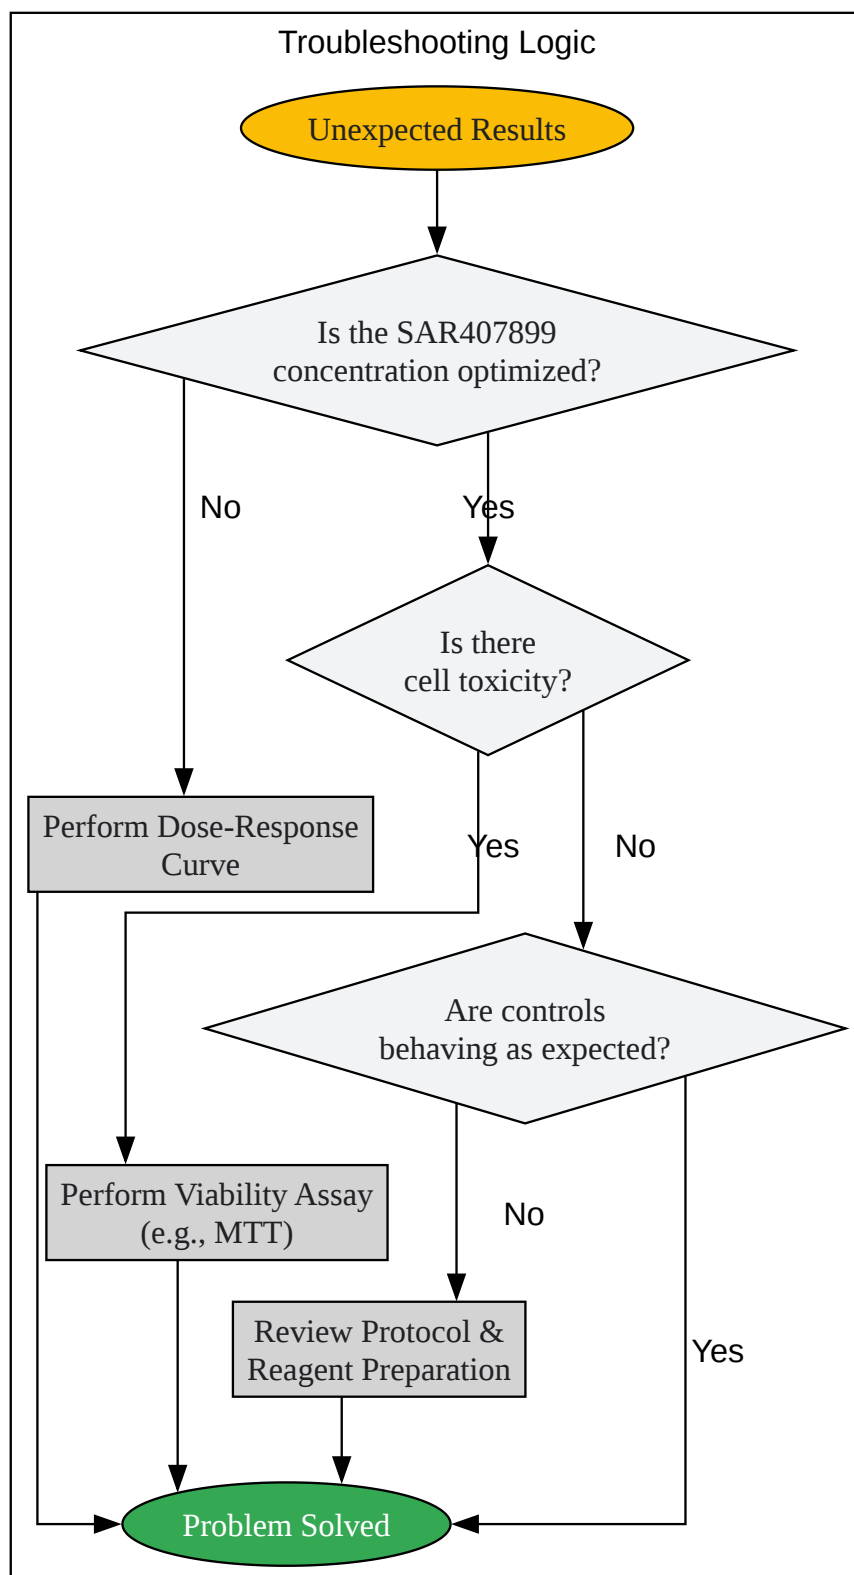 Troubleshooting Logic
Unexpected Results
Is the SAR407899
concentration optimized?
No
Yes
Is there
cell toxicity?
Perform Dose-Response
Curve
Yes
No
Are controls
behaving as expected?
Perform Viability Assay
(e.g., MTT)
No
Review Protocol &
Reagent Preparation
Yes
Problem Solved